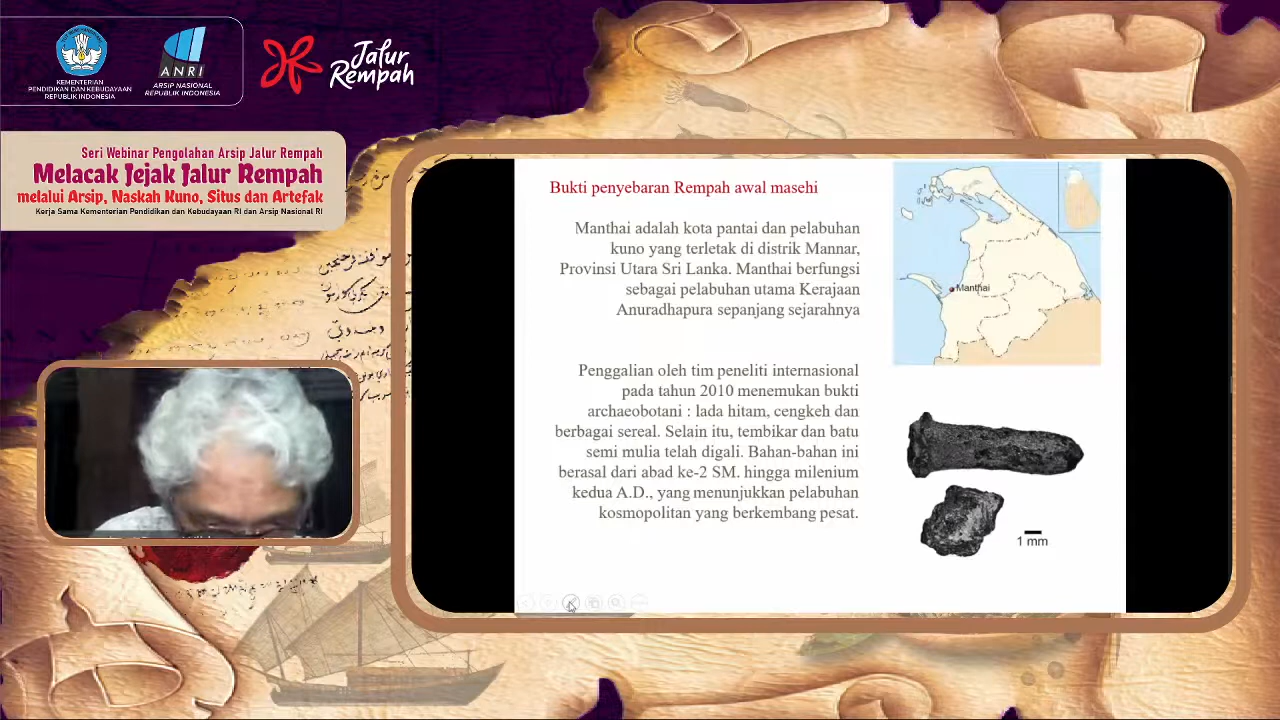 KEMENTERIAN
PENDIDIKAN DAN KEBUDAYAAN
REPUBLIK INDONESIA
ANRI
ARSIP NASIONAL
REPUBLIK INDONESIA
Jalur
Rempah
Seri Webinar Pengolahan Arsip Jalur Rempah
Melacak Jejak Jalur Rempah
melalui Arsip, Naskah Kuno, Situs dan Artefak
Kerja Sama Kementerian Pendidikan dan Kebudayaan RI dan Arsip Nasional RI
Bukti penyebaran Rempah awal masehi
Manthai adalah kota pantai dan pelabuhan
kuno yang terletak di distrik Mannar,
Provinsi Utara Sri Lanka. Manthai berfungsi
sebagai pelabuhan utama Kerajaan
Anuradhapura sepanjang sejarahnya
Manthai
Penggalian oleh tim peneliti internasional
pada tahun 2010 menemukan bukti
archaeobotani : lada hitam, cengkeh dan
berbagai sereal. Selain itu, tembikar dan batu
semi mulia telah digali. Bahan-bahan ini
berasal dari abad ke-2 SM. hingga milenium
kedua A.D., yang menunjukkan pelabuhan
kosmopolitan yang berkembang pesat.
1 mm